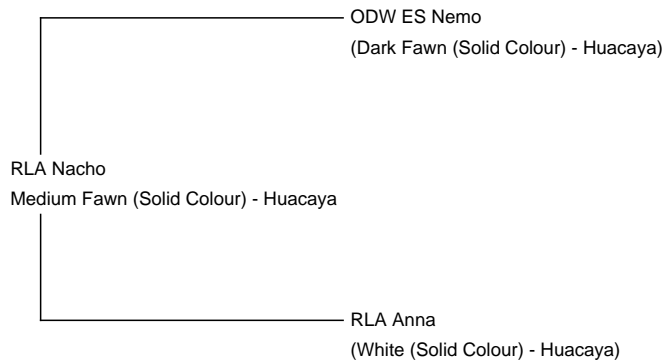 ODW ES Nemo
(Dark Fawn (Solid Colour) - Huacaya)
RLA Nacho
Medium Fawn (Solid Colour) - Huacaya
RLA Anna
(White (Solid Colour) - Huacaya)